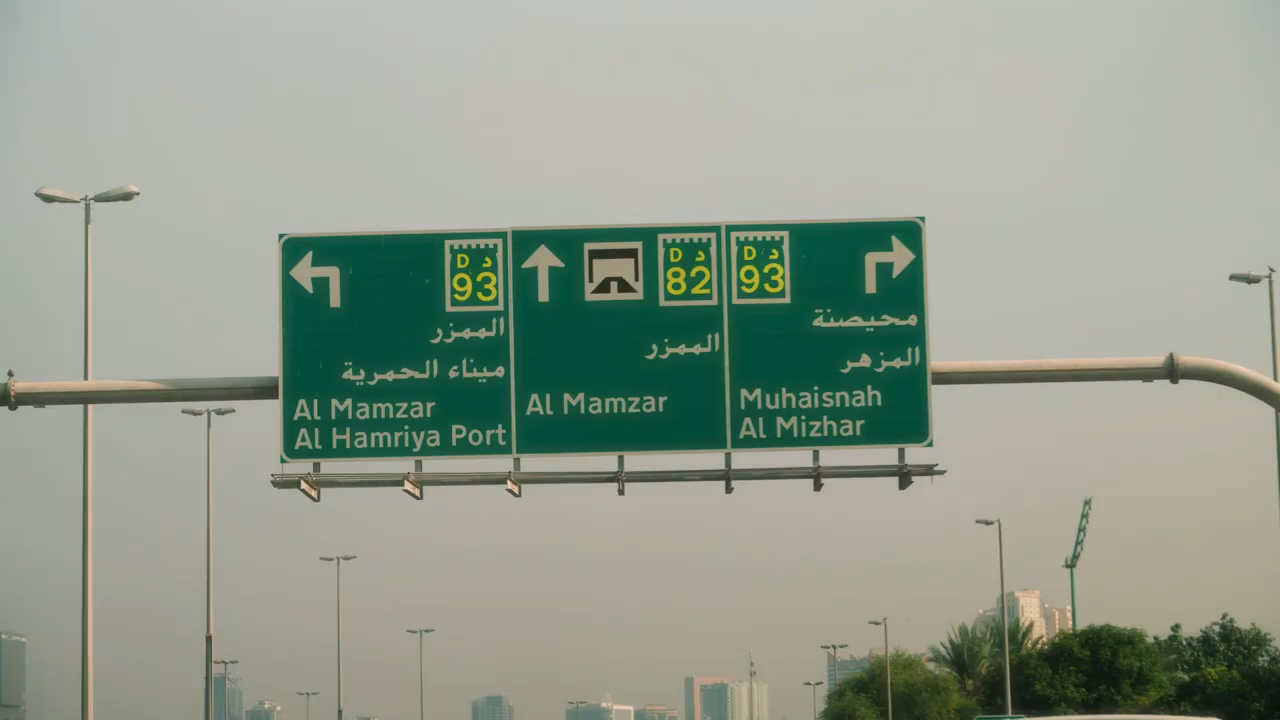 D د
93
الممزر
ميناء الحمرية
Al Mamzar
Al Hamriya Port
D د
82
الممزر
Al Mamzar
D د
93
محيصنة
المزهر
Muhaisnah
Al Mizhar